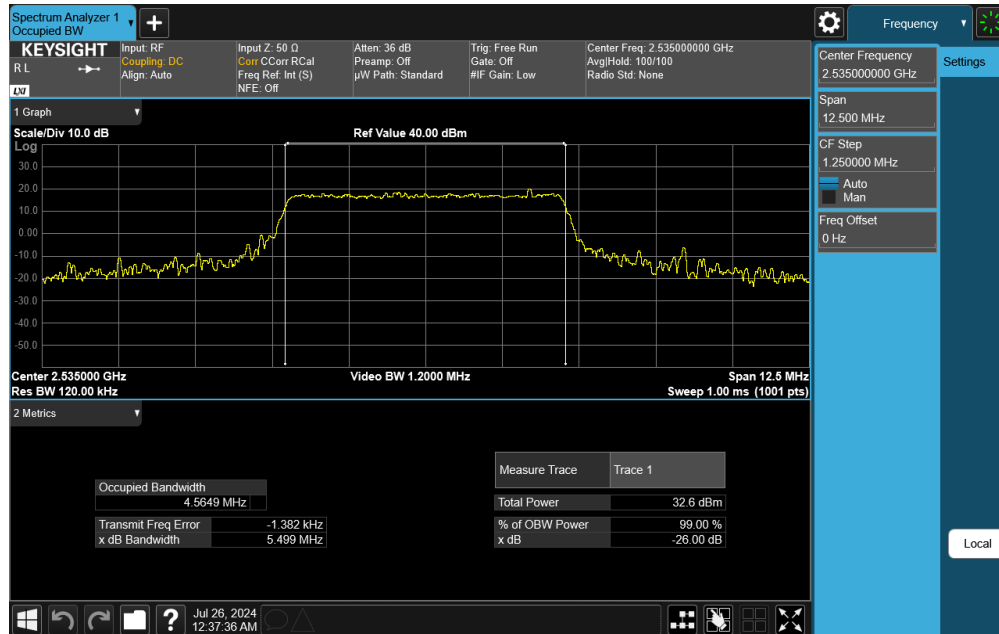 Spectrum Analyzer 1
Occupied BW
Frequency
KEYSIGHT
R L
LXI
Input: RF
Coupling: DC
Align: Auto
Input Z: 50 Ω
Corr CCorr RCal
Freq Ref: Int (S)
NFE: Off
Atten: 36 dB
Preamp: Off
µW Path: Standard
Trig: Free Run
Gate: Off
#IF Gain: Low
Center Freq: 2.535000000 GHz
Avg|Hold: 100/100
Radio Std: None
Center Frequency
2.535000000 GHz
Settings
Span
12.500 MHz
CF Step
1.250000 MHz
Auto
Man
Freq Offset
0 Hz
Local
1 Graph
Scale/Div 10.0 dB
Ref Value 40.00 dBm
Log
30.0
20.0
10.0
0.00
-10.0
-20.0
-30.0
-40.0
-50.0
Center 2.535000 GHz
Video BW 1.2000 MHz
Span 12.5 MHz
Res BW 120.00 kHz
Sweep 1.00 ms (1001 pts)
2 Metrics
Occupied Bandwidth
4.5649 MHz
Transmit Freq Error -1.382 kHz
x dB Bandwidth 5.499 MHz
Measure Trace Trace 1
Total Power 32.6 dBm
% of OBW Power 99.00 %
x dB -26.00 dB
Jul 26, 2024
12:37:36 AM